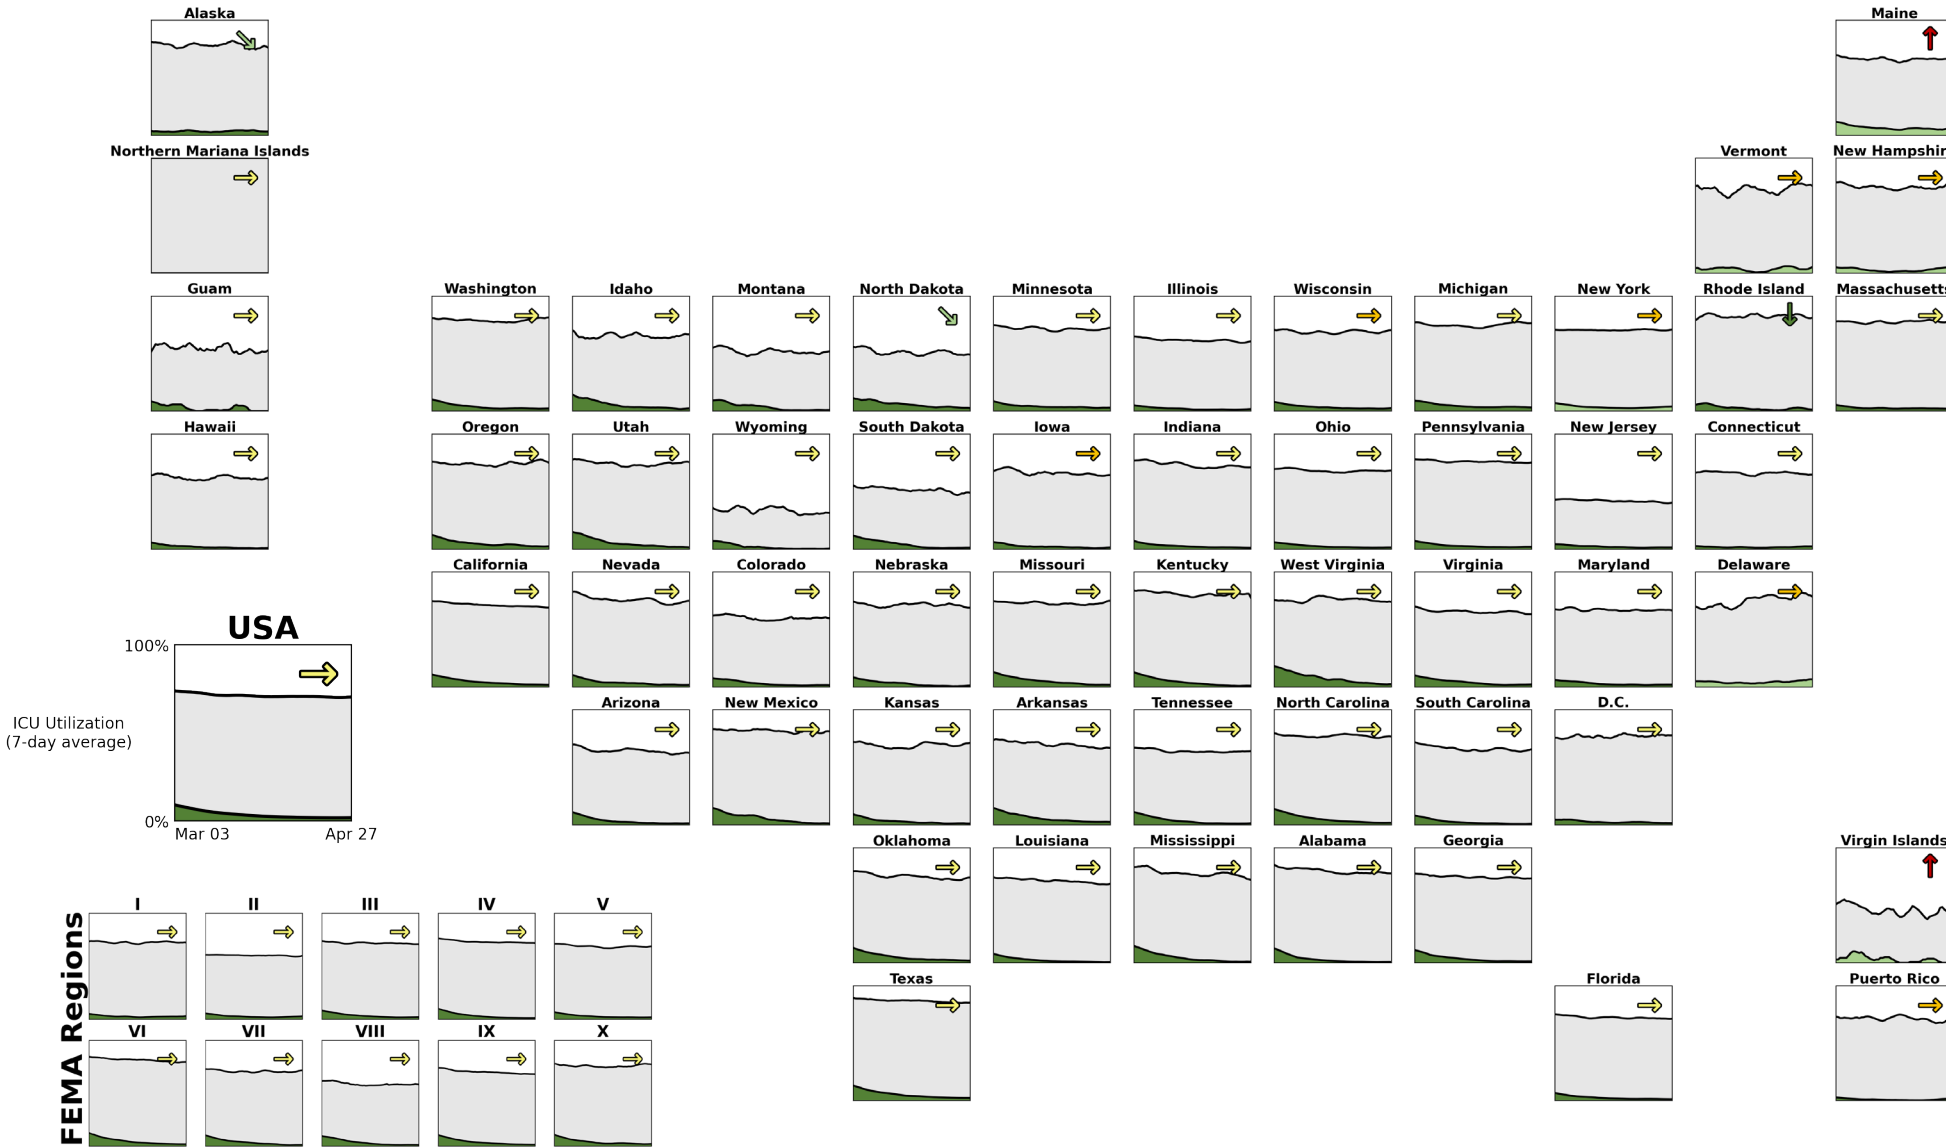 Alaska
Maine
Northern Mariana Islands
Vermont
New Hampshir
Guam
Washington
Idaho
Montana
North Dakota
Minnesota
Illinois
Wisconsin
Michigan
New York
Rhode Island
Massachusetts
Hawaii
Oregon
Utah
Wyoming
South Dakota
Iowa
Indiana
Ohio
Pennsylvania
New Jersey
Connecticut
California
Nevada
Colorado
Nebraska
Missouri
Kentucky
West Virginia
Virginia
Maryland
Delaware
USA
100%
ICU Utilization
(7-day average)
0%
Mar 03
Apr 27
Arizona
New Mexico
Kansas
Arkansas
Tennessee
North Carolina
South Carolina
D.C.
Oklahoma
Louisiana
Mississippi
Alabama
Georgia
Virgin Islands
Texas
Florida
Puerto Rico
FEMA Regions
I
II
III
IV
V
VI
VII
VIII
IX
X